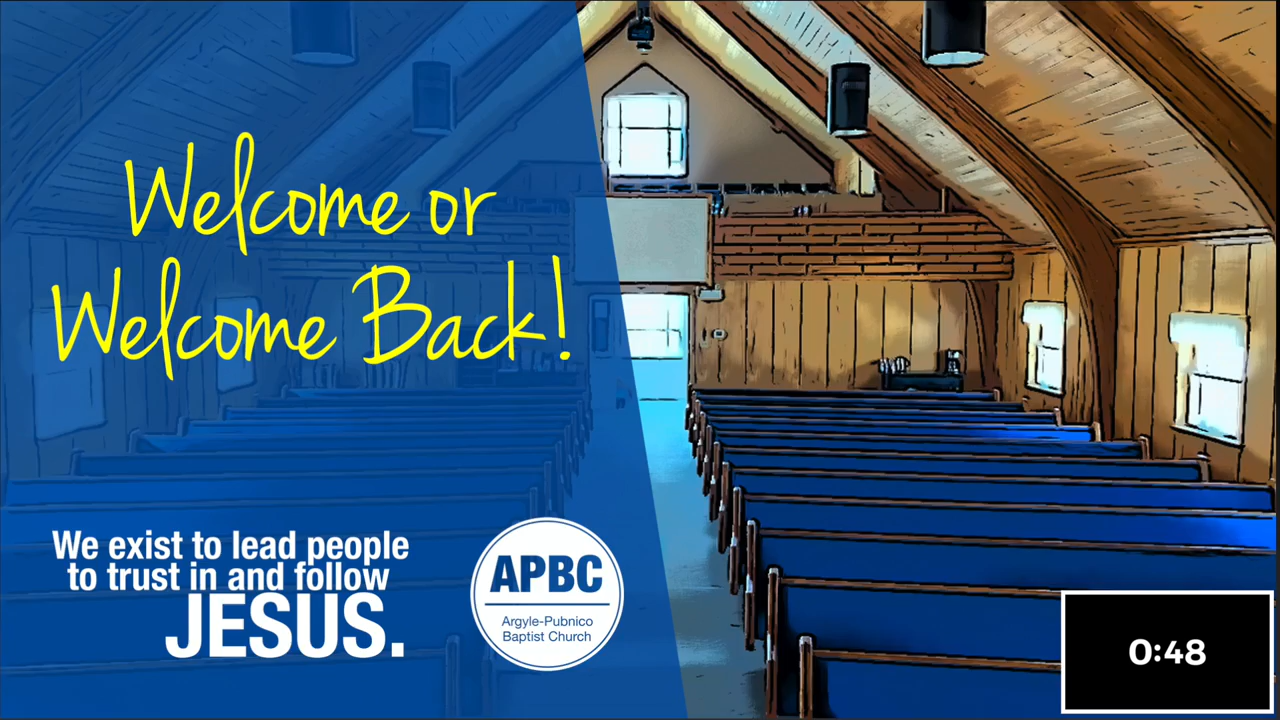 Welcome or
Welcome Back!
We exist to lead people
to trust in and follow
JESUS.
APBC
Argyle-Pubnico
Baptist Church
0:48